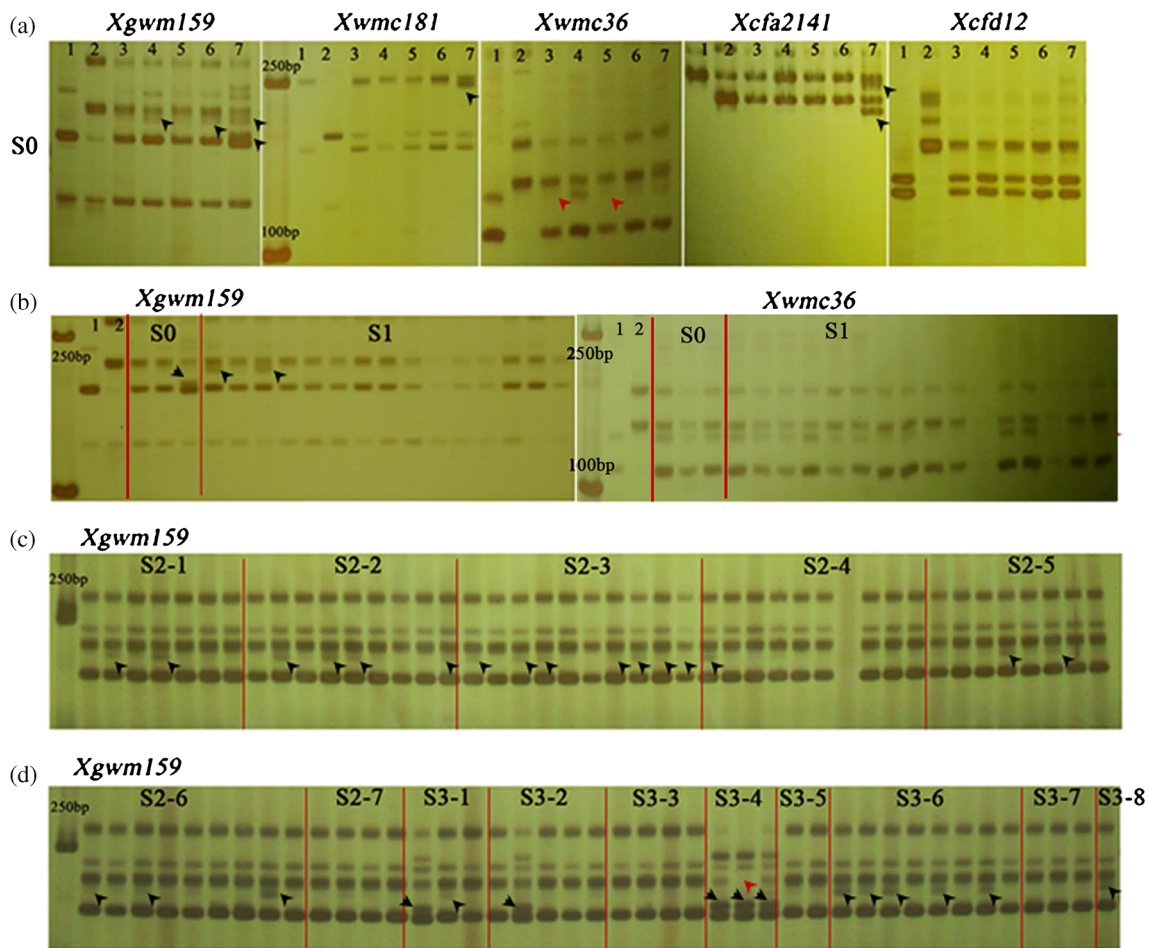 (a) Xgwm159 Xwmc181 Xwmc36 Xcfa2141 Xcfd12
1 2 3 4 5 6 7 1 2 3 4 5 6 7 1 2 3 4 5 6 7 1 2 3 4 5 6 7 1 2 3 4 5 6 7
250bp
S0
100bp
(b) Xgwm159 Xwmc36
1 2 S0 S1 1 2 S0 S1
250bp 250bp
100bp
(c) Xgwm159
S2-1 S2-2 S2-3 S2-4 S2-5
250bp
(d) Xgwm159
S2-6 S2-7 S3-1 S3-2 S3-3 S3-4 S3-5 S3-6 S3-7 S3-8
250bp